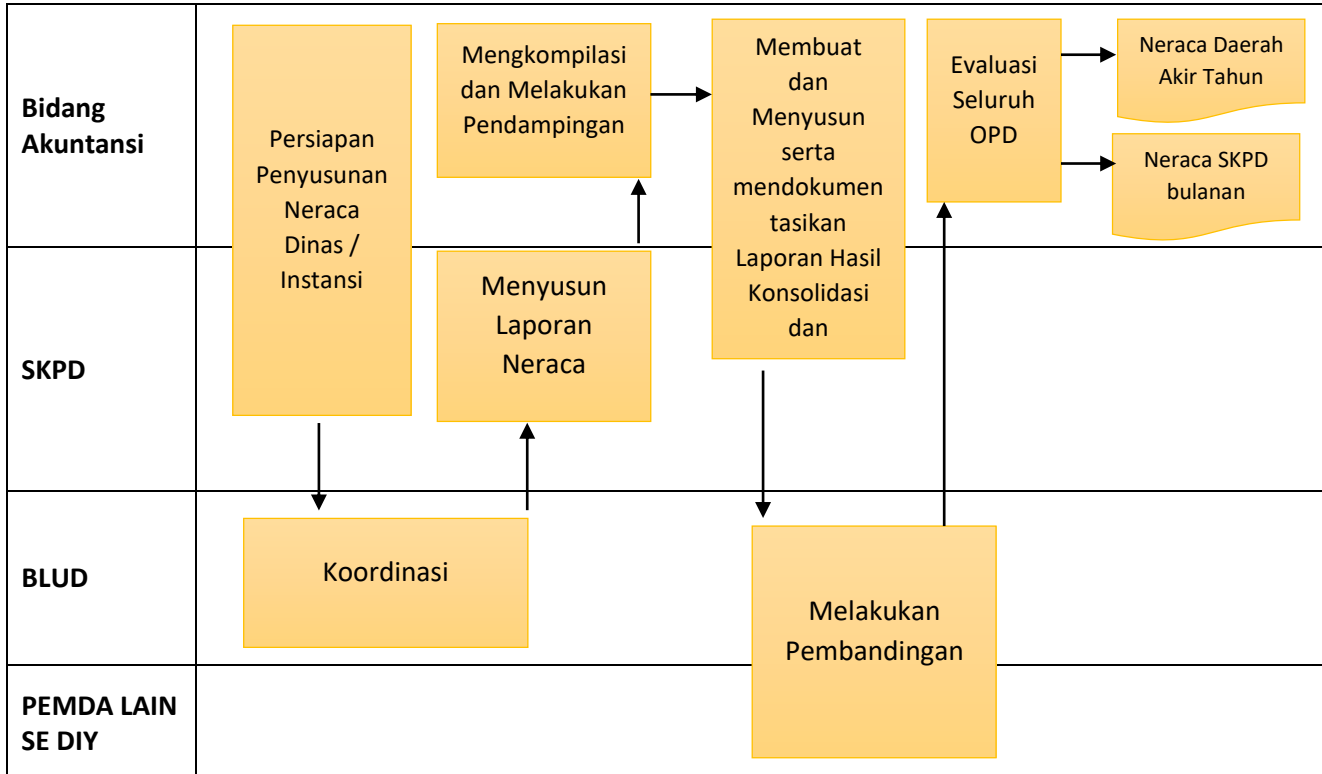 Bidang
Akuntansi
Persiapan
Penyusunan
Neraca
Dinas /
Instansi
Mengkompilasi
dan Melakukan
Pendampingan
Membuat
dan
Menyusun
serta
mendokumen
tasikan
Laporan Hasil
Konsolidasi
dan
Evaluasi
Seluruh
OPD
Neraca Daerah
Akir Tahun
Neraca SKPD
bulanan
SKPD
Menyusun
Laporan
Neraca
BLUD
Koordinasi
Melakukan
Pembandingan
PEMDA LAIN
SE DIY